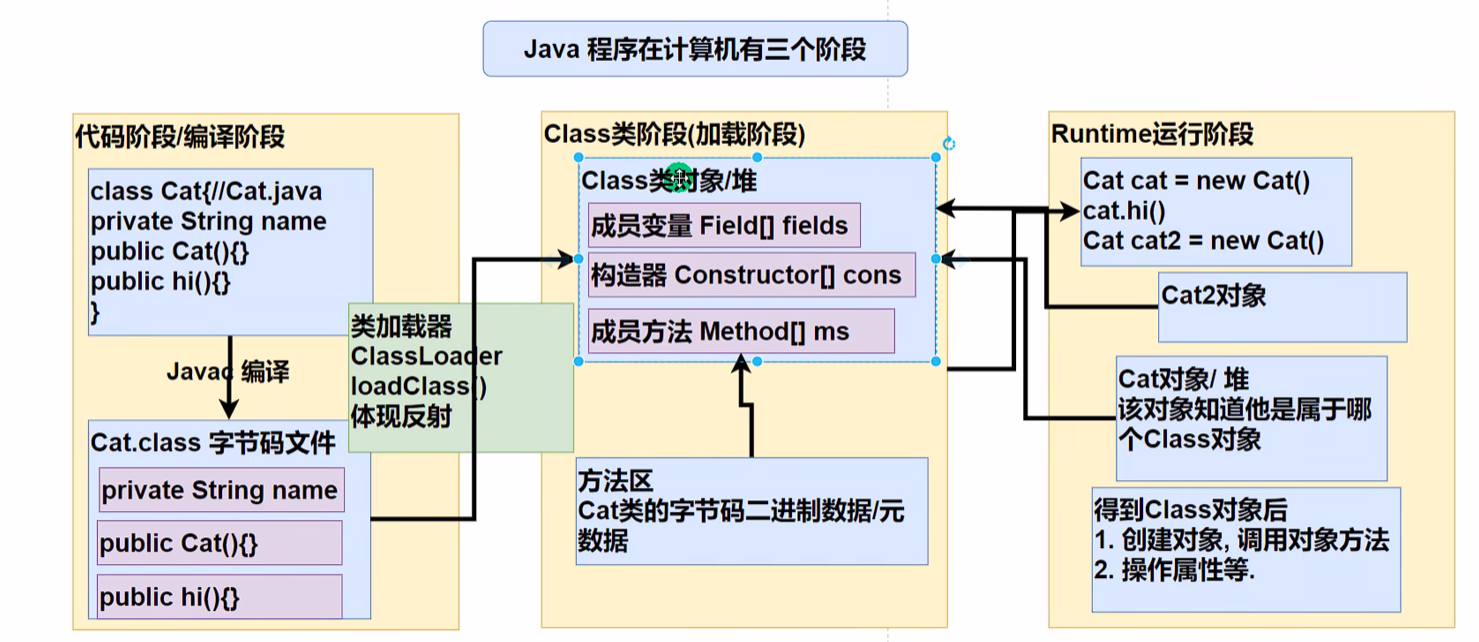 Java 程序在计算机有三个阶段
代码阶段/编译阶段
class Cat{//Cat.java
private String name
public Cat(){}
public hi(){}
}
Javac 编译
Cat.class 字节码文件
private String name
public Cat(){}
public hi(){}
类加载器
ClassLoader
loadClass()
体现反射
Class类阶段(加载阶段)
Class类对象/堆
成员变量 Field[] fields
构造器 Constructor[] cons
成员方法 Method[] ms
方法区
Cat类的字节码二进制数据/元
数据
Runtime运行阶段
Cat cat = new Cat()
cat.hi()
Cat cat2 = new Cat()
Cat2对象
Cat对象/ 堆
该对象知道他是属于哪
个Class对象
得到Class对象后
1. 创建对象, 调用对象方法
2. 操作属性等.